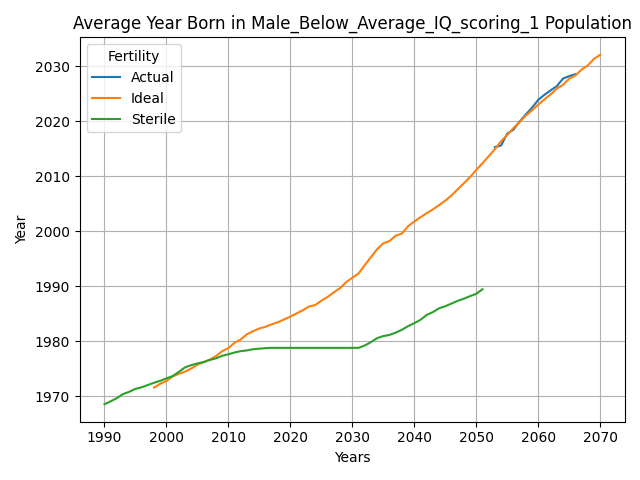 Average Year Born in Male_Below_Average_IQ_scoring_1 Population
Fertility
Actual
Ideal
Sterile
Year
2030
2020
2010
2000
1990
1980
1970
1990 2000 2010 2020 2030 2040 2050 2060 2070
Years